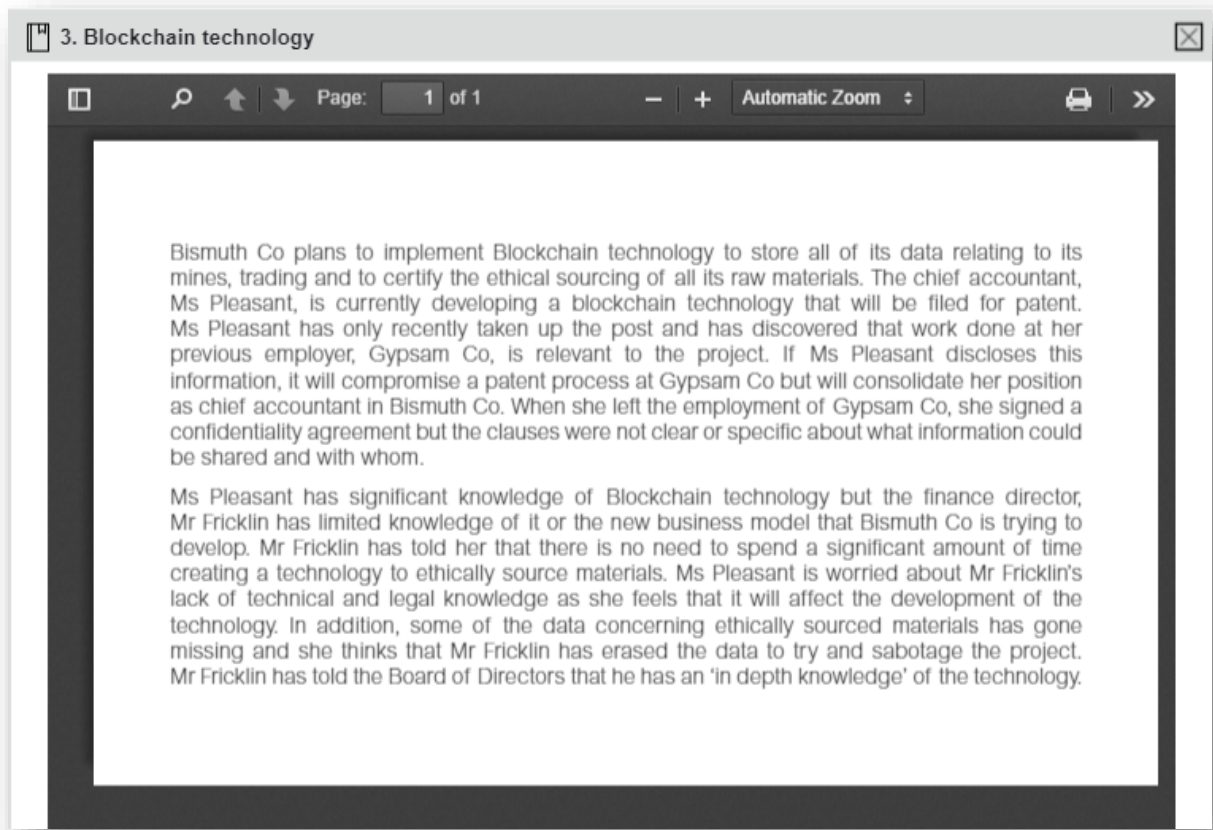 3. Blockchain technology
Page: 1 of 1
Automatic Zoom
Bismuth Co plans to implement Blockchain technology to store all of its data relating to its
mines, trading and to certify the ethical sourcing of all its raw materials. The chief accountant,
Ms Pleasant, is currently developing a blockchain technology that will be filed for patent.
Ms Pleasant has only recently taken up the post and has discovered that work done at her
previous employer, Gypsam Co, is relevant to the project. If Ms Pleasant discloses this
information, it will compromise a patent process at Gypsam Co but will consolidate her position
as chief accountant in Bismuth Co. When she left the employment of Gypsam Co, she signed a
confidentiality agreement but the clauses were not clear or specific about what information could
be shared and with whom.
Ms Pleasant has significant knowledge of Blockchain technology but the finance director,
Mr Fricklin has limited knowledge of it or the new business model that Bismuth Co is trying to
develop. Mr Fricklin has told her that there is no need to spend a significant amount of time
creating a technology to ethically source materials. Ms Pleasant is worried about Mr Fricklin's
lack of technical and legal knowledge as she feels that it will affect the development of the
technology. In addition, some of the data concerning ethically sourced materials has gone
missing and she thinks that Mr Fricklin has erased the data to try and sabotage the project.
Mr Fricklin has told the Board of Directors that he has an 'in depth knowledge' of the technology.